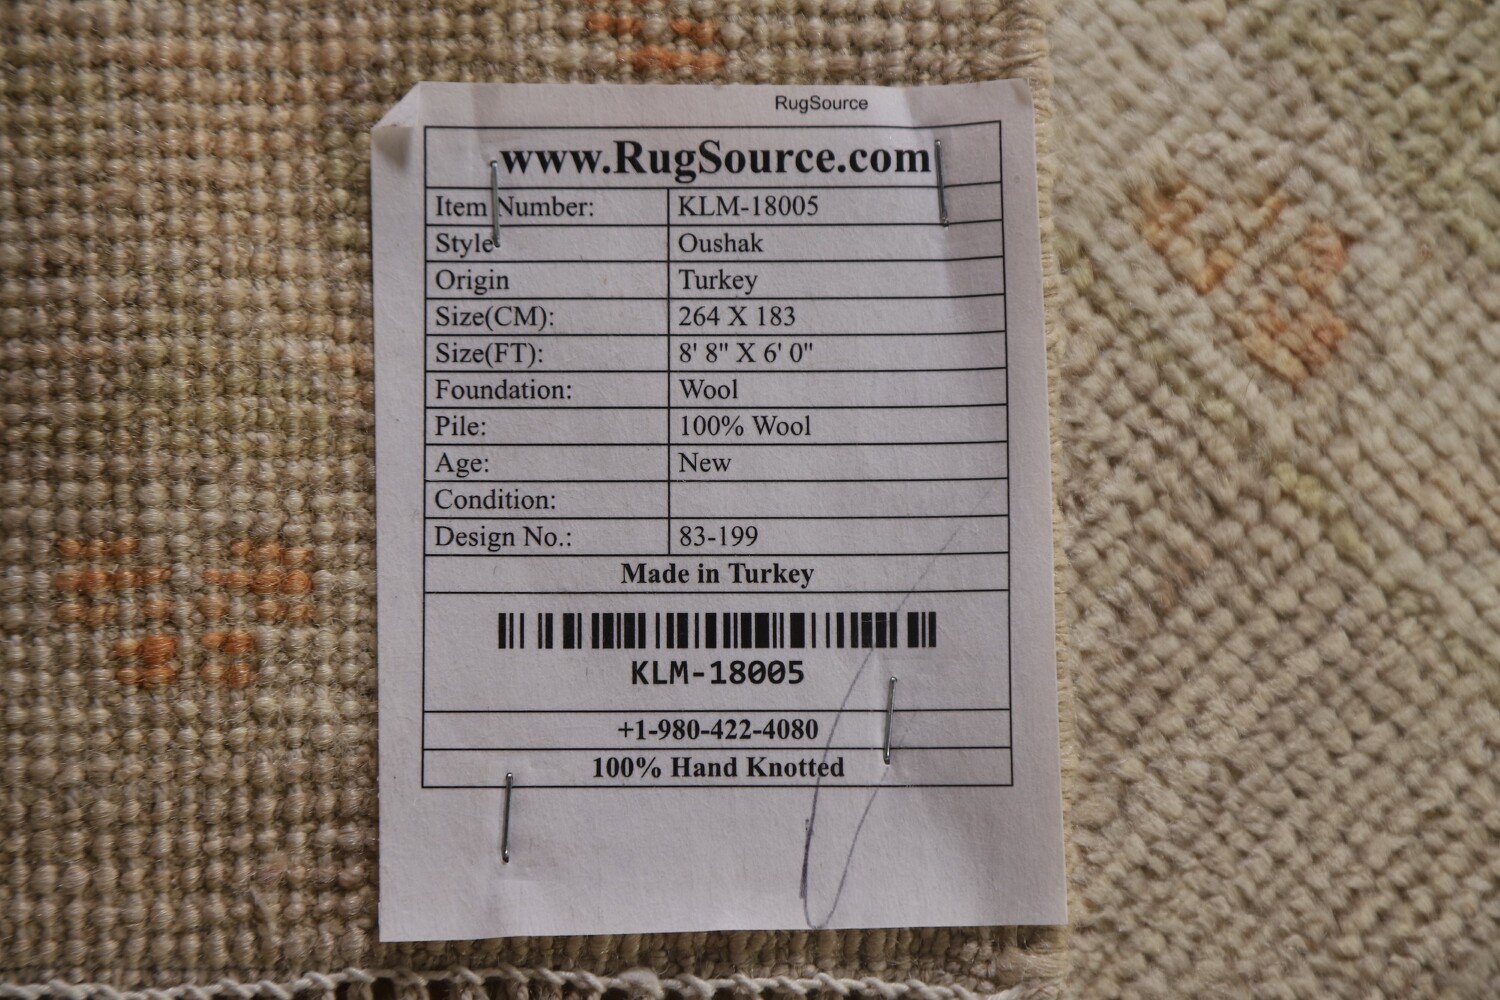 RugSource
www.RugSource.com
Item Number: KLM-18005
Style Oushak
Origin Turkey
Size(CM): 264 X 183
Size(FT): 8' 8" X 6' 0"
Foundation: Wool
Pile: 100% Wool
Age: New
Condition:
Design No.: 83-199
Made in Turkey
KLM-18005
+1-980-422-4080
100% Hand Knotted